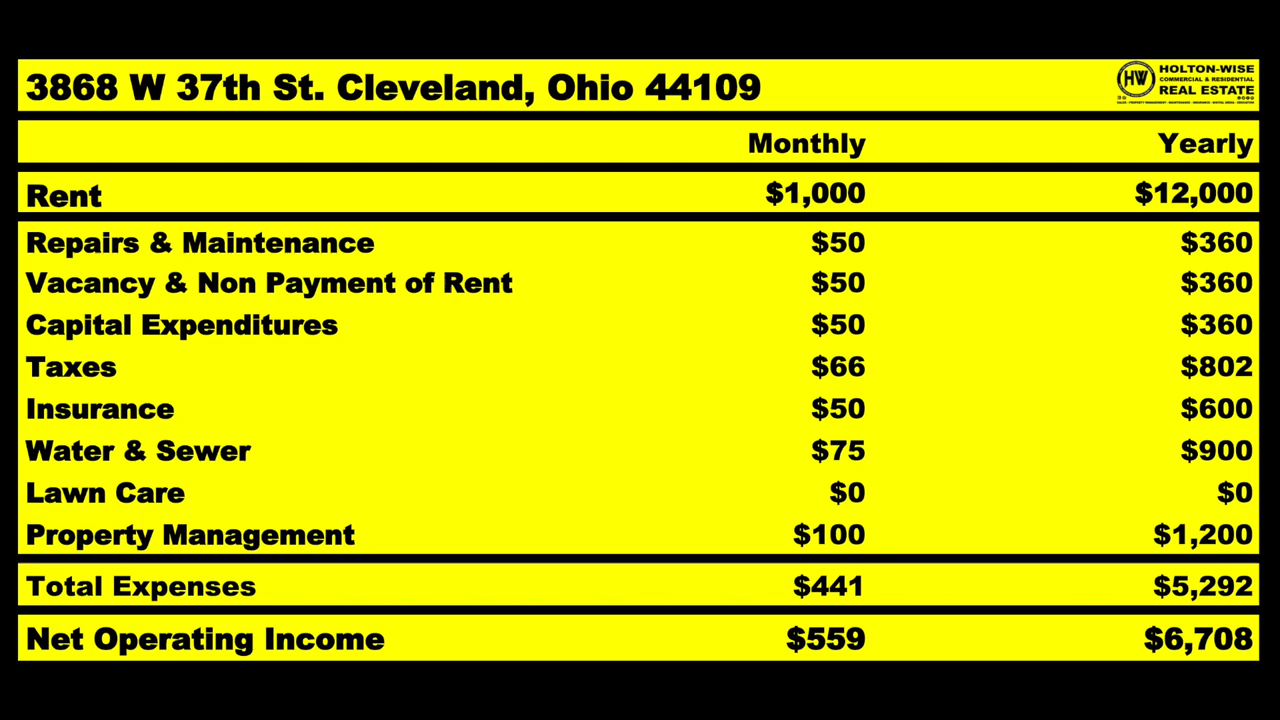 3868 W 37th St. Cleveland, Ohio 44109
HW
HOLTON-WISE
COMMERCIAL & RESIDENTIAL
REAL ESTATE
Monthly Yearly
Rent $1,000 $12,000
Repairs & Maintenance $50 $360
Vacancy & Non Payment of Rent $50 $360
Capital Expenditures $50 $360
Taxes $66 $802
Insurance $50 $600
Water & Sewer $75 $900
Lawn Care $0 $0
Property Management $100 $1,200
Total Expenses $441 $5,292
Net Operating Income $559 $6,708